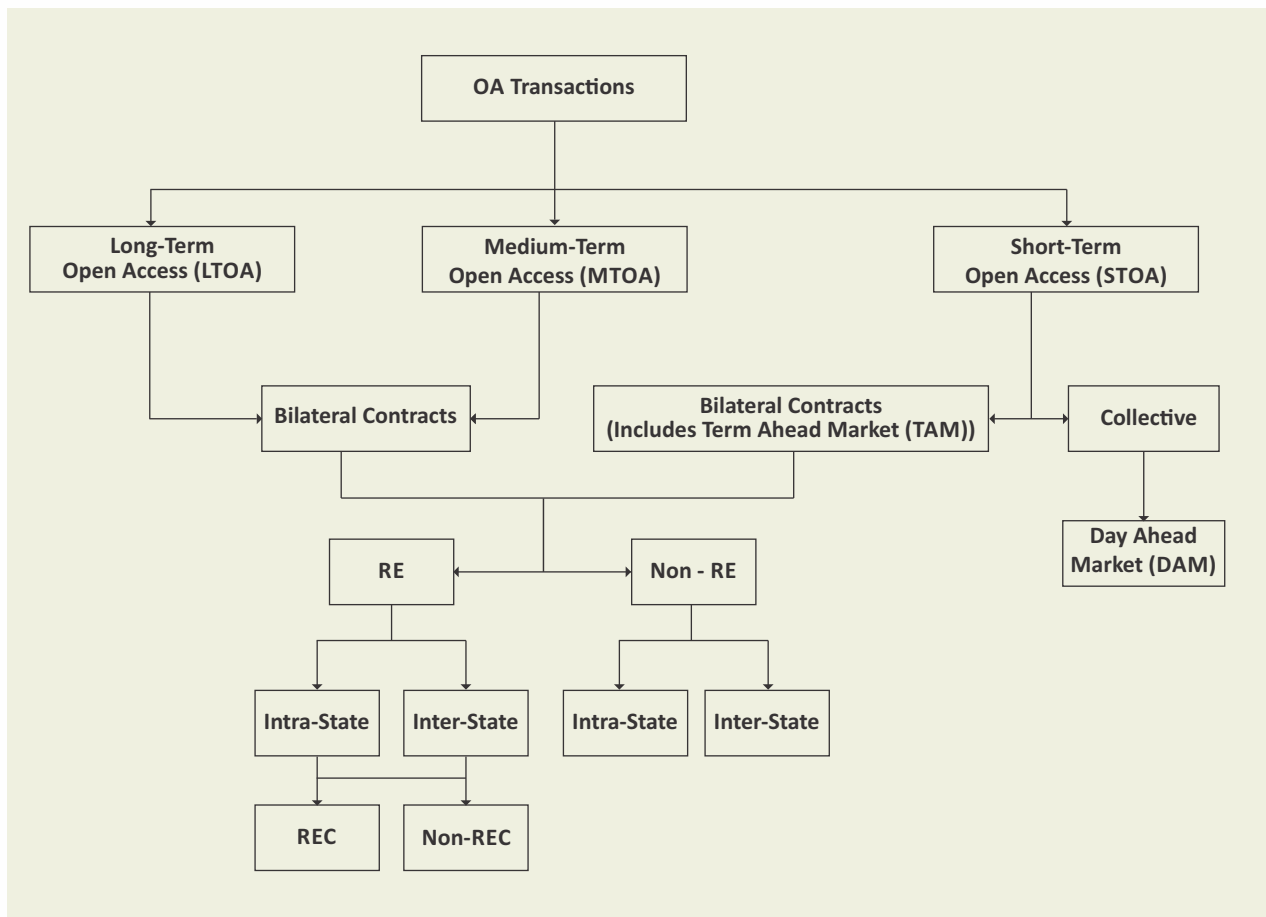 OA Transactions
Long-Term
Open Access (LTOA)
Medium-Term
Open Access (MTOA)
Short-Term
Open Access (STOA)
Bilateral Contracts
Bilateral Contracts
(Includes Term Ahead Market (TAM))
Collective
Day Ahead
Market (DAM)
RE
Non - RE
Intra-State
Inter-State
Intra-State
Inter-State
REC
Non-REC